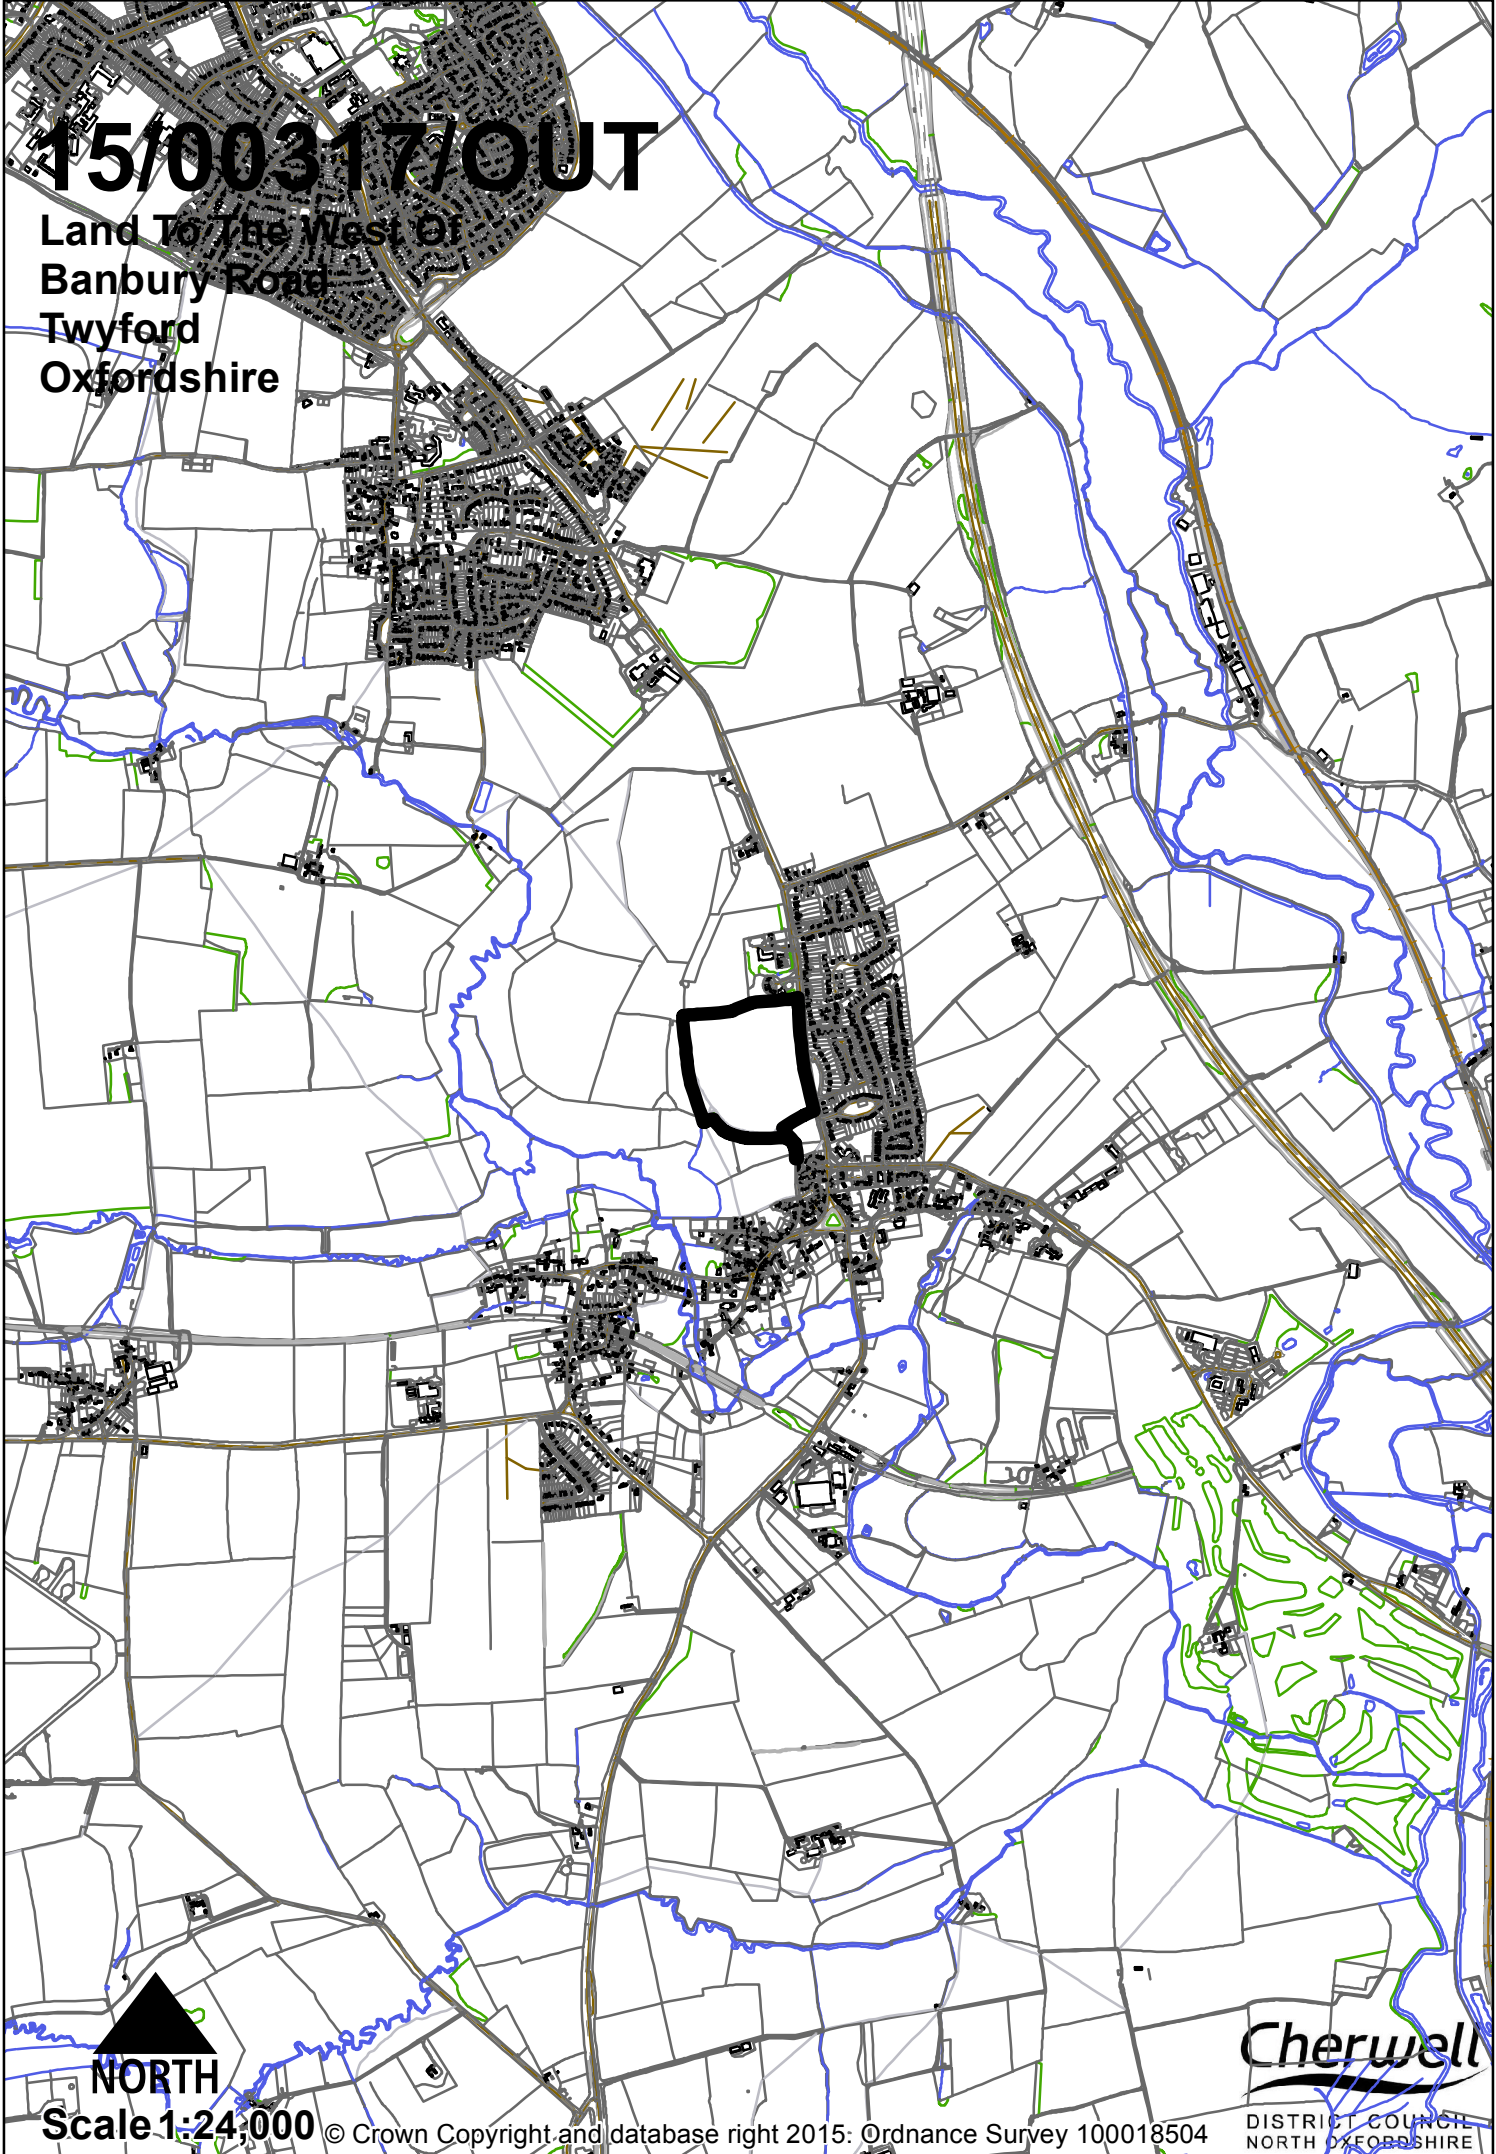 15/00317/OUT
Land To The West Of
Banbury Road
Twyford
Oxfordshire
NORTH
Scale 1:24,000
© Crown Copyright and database right 2015. Ordnance Survey 100018504
Cherwell
DISTRICT COUNCIL
NORTH OXFORDSHIRE